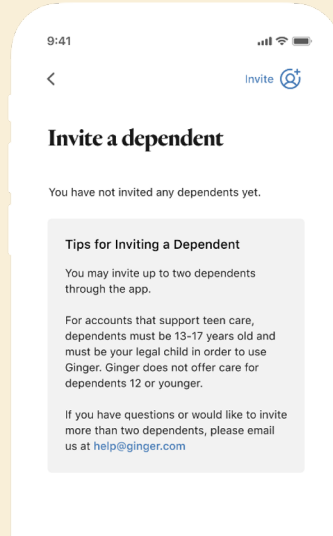 9:41
Invite
Invite a dependent
You have not invited any dependents yet.
Tips for Inviting a Dependent
You may invite up to two dependents
through the app.
For accounts that support teen care,
dependents must be 13-17 years old and
must be your legal child in order to use
Ginger. Ginger does not offer care for
dependents 12 or younger.
If you have questions or would like to invite
more than two dependents, please email
us at help@ginger.com